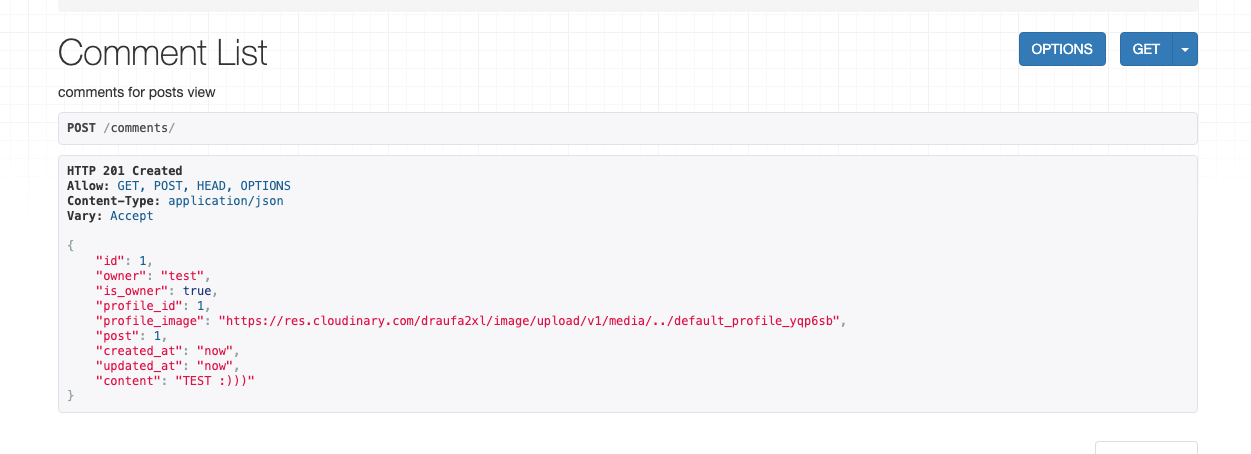 Comment List
OPTIONS
GET
comments for posts view
POST /comments/
HTTP 201 Created
Allow: GET, POST, HEAD, OPTIONS
Content-Type: application/json
Vary: Accept
{
"id": 1,
"owner": "test",
"is_owner": true,
"profile_id": 1,
"profile_image": "https://res.cloudinary.com/draufa2xl/image/upload/v1/media/../default_profile_yqp6sb",
"post": 1,
"created_at": "now",
"updated_at": "now",
"content": "TEST :)))"
}